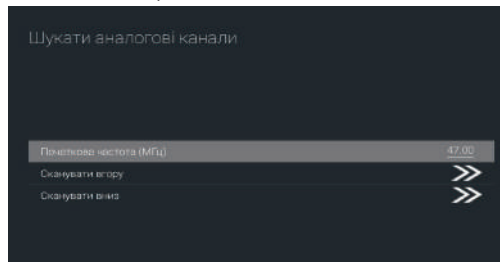 Шукати аналогові канали
Початкова частота (МГц) 47.00
Сканувати вгору
Сканувати вниз